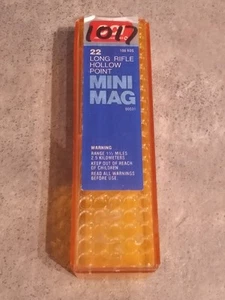 1017
22
LONG RIFLE
HOLLOW
POINT
MINI
MAG
WARNING
RANGE 1½ MILES
2.5 KILOMETERS
KEEP OUT OF REACH
OF CHILDREN
READ ALL WARNINGS
BEFORE USE.